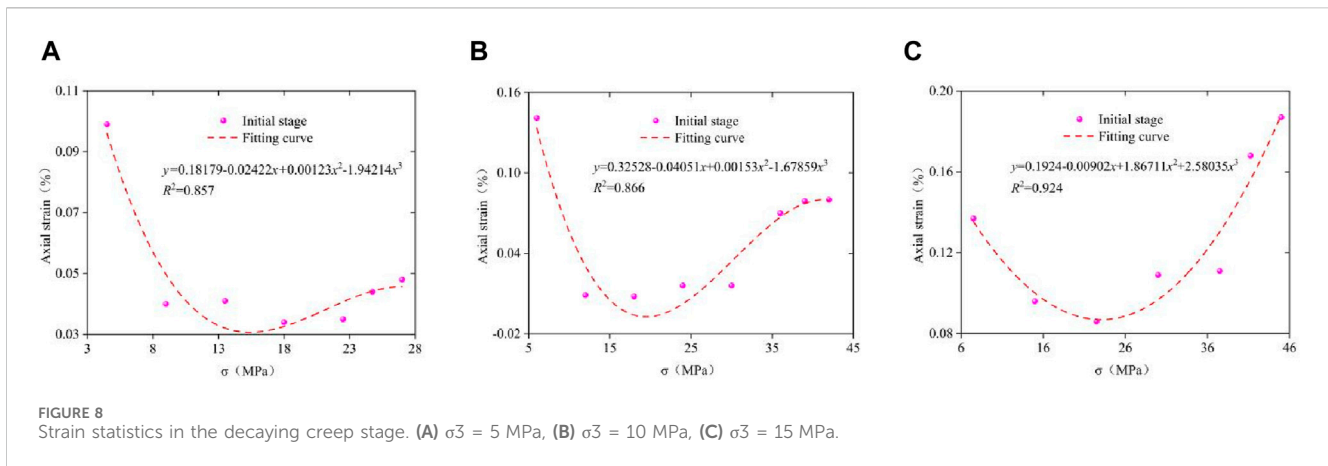 A
0.11
0.09
0.07
0.05
0.03
3
8
13
18
23
28
Axial strain (%)
σ (MPa)
Initial stage
Fitting curve
y=0.18179-0.02422x+0.00123x²-1.94214x³
R²=0.857
B
0.16
0.10
0.04
-0.02
6
15
25
35
45
5
Axial strain (%)
σ (MPa)
Initial stage
Fitting curve
y=0.32528-0.04051x+0.00153x²-1.67859x³
R²=0.866
C
0.20
0.16
0.12
0.08
6
16
26
36
46
Axial strain (%)
σ (MPa)
Initial stage
Fitting curve
y=0.1924-0.00902x+1.86711x²+2.58035x³
R²=0.924
FIGURE 8
Strain statistics in the decaying creep stage. (A) σ3 = 5 MPa, (B) σ3 = 10 MPa, (C) σ3 = 15 MPa.